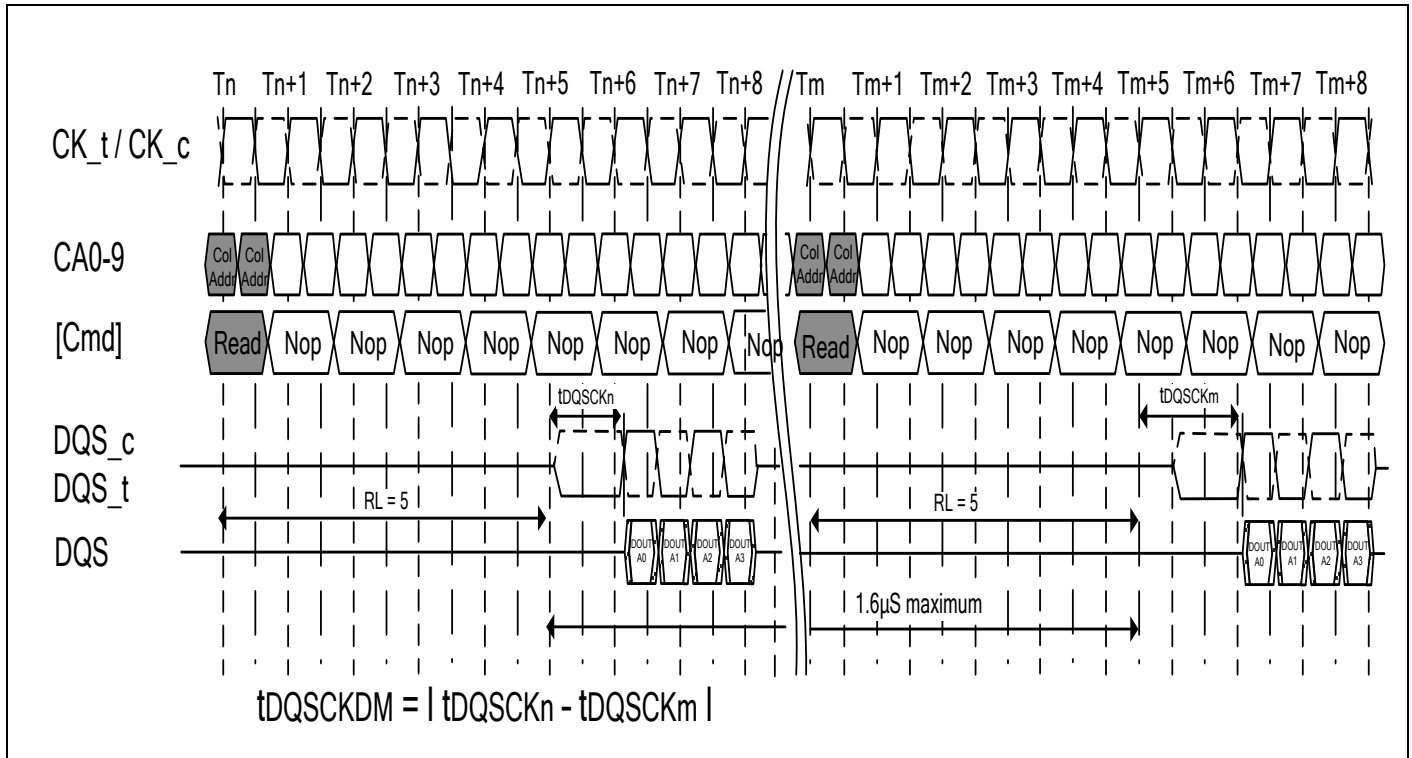 Tn Tn+1 Tn+2 Tn+3 Tn+4 Tn+5 Tn+6 Tn+7 Tn+8 Tm Tm+1 Tm+2 Tm+3 Tm+4 Tm+5 Tm+6 Tm+7 Tm+8
CK_t / CK_c
CA0-9 Col Addr Col Addr Col Addr Col Addr
[Cmd] Read Nop Nop Nop Nop Nop Nop Nop Nop Read Nop Nop Nop Nop Nop Nop Nop Nop
tDQSCKn tDQSCKm
DQS_c
DQS_t
RL = 5 RL = 5
DQS DOUT A0 DOUT A1 DOUT A2 DOUT A3 DOUT A0 DOUT A1 DOUT A2 DOUT A3
1.6µS maximum
tDQSCKDM = l tDQSCKn - tDQSCKm l